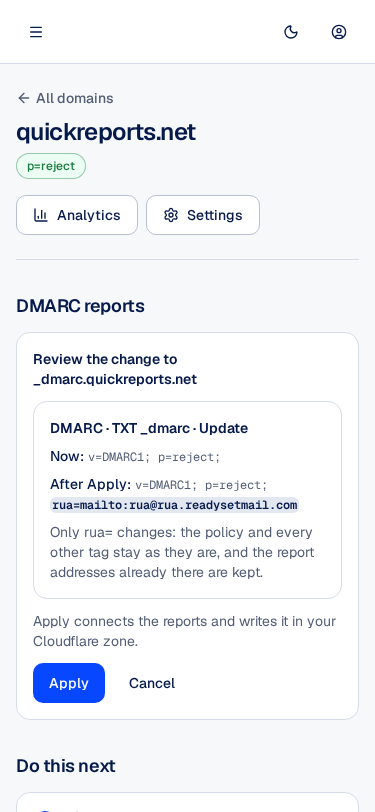 All domains
quickreports.net
p=reject
Analytics
Settings
DMARC reports
Review the change to
_dmarc.quickreports.net
DMARC · TXT _dmarc · Update
Now: v=DMARC1; p=reject;
After Apply: v=DMARC1; p=reject;
rua=mailto:rua@rua.readysetmail.com
Only rua= changes: the policy and every
other tag stay as they are, and the report
addresses already there are kept.
Apply connects the reports and writes it in your
Cloudflare zone.
Apply
Cancel
Do this next